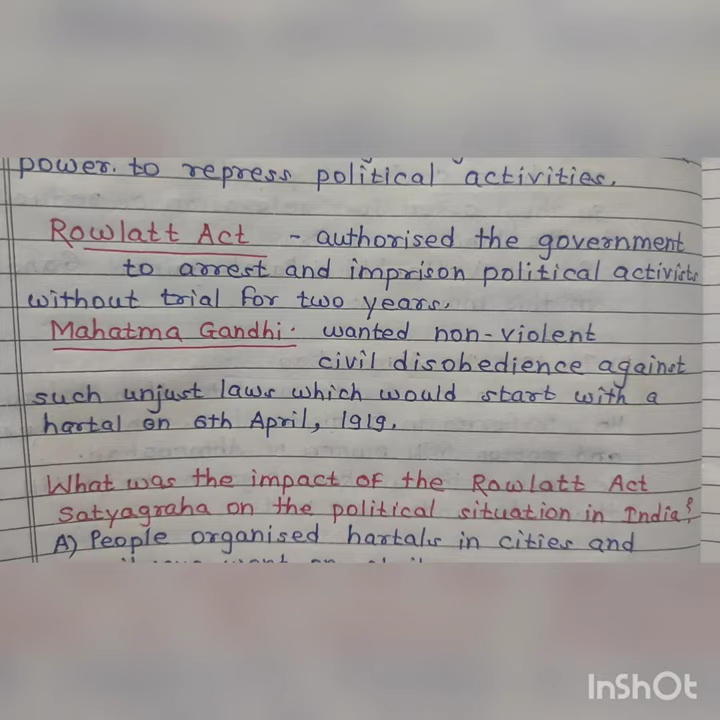 power. to repress political activities.
Rowlatt Act - authorised the government
to arrest and imprison political activists
without trial for two years.
Mahatma Gandhi. wanted non-violent
civil disobedience against
such unjust laws which would start with a
hartal on 6th April, 1919.
What was the impact of the Rowlatt Act
Satyagraha on the political situation in India?
A) People organised hartals in cities and
InShOt